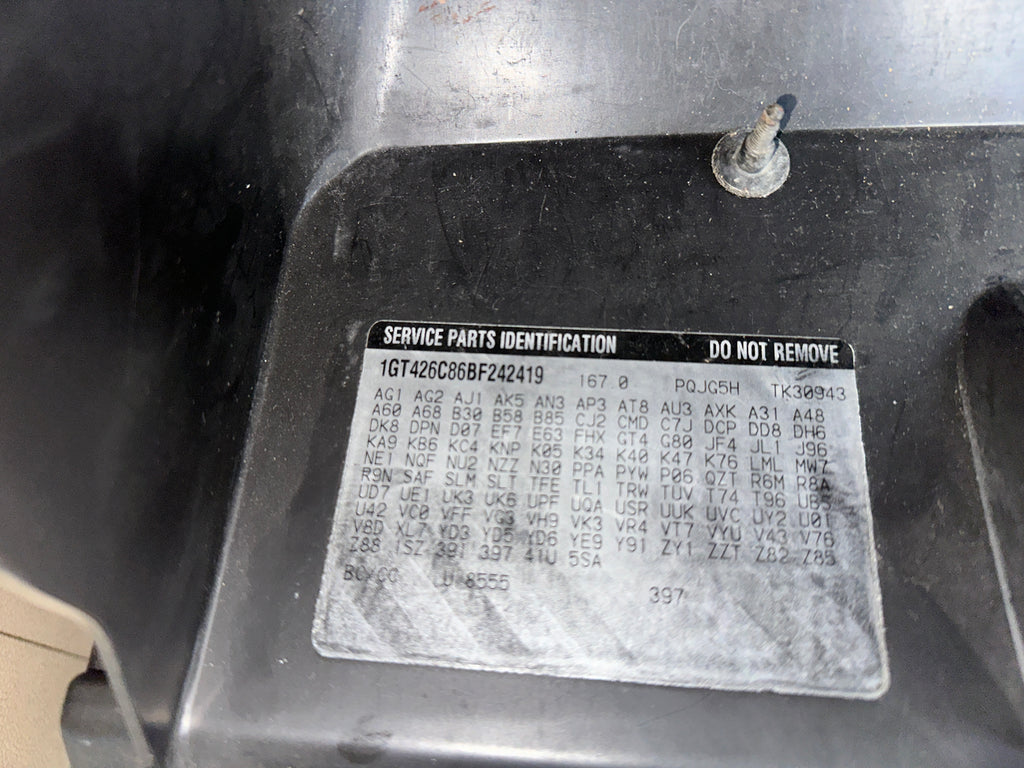 SERVICE PARTS IDENTIFICATION DO NOT REMOVE
1GT426C86BF242419 167.0 PQJG5H TK30943
AG1 AG2 AJ1 AK5 AN3 AP3 AT8 AU3 AXK A31 A48
A60 A68 B30 B58 B85 CJ2 CMD C7J DCP DD8 DH6
DK8 DPN D07 EF7 E63 FHX GT4 G80 JF4 JL1 J96
KA9 KB6 KC4 KNP K05 K34 K40 K47 K76 LML MW7
NE1 NQF NU2 NZZ N30 PPA PYW P06 QZT R6M R8A
R9N SAF SLM SLT TFE TL1 TRW TUV T74 T96 UB5
UD7 UE1 UK3 UK6 UPF UQA USR UUK UVC UY2 U01
U42 VC0 VFF VG3 VH9 VK3 VR4 VT7 VYU V43 V76
V8D XL7 YD3 YD5 YD6 YE9 Y91 ZY1 ZZT Z82 Z85
Z88 1SZ 39I 397 41U 5SA
BC/CC U 8555 397